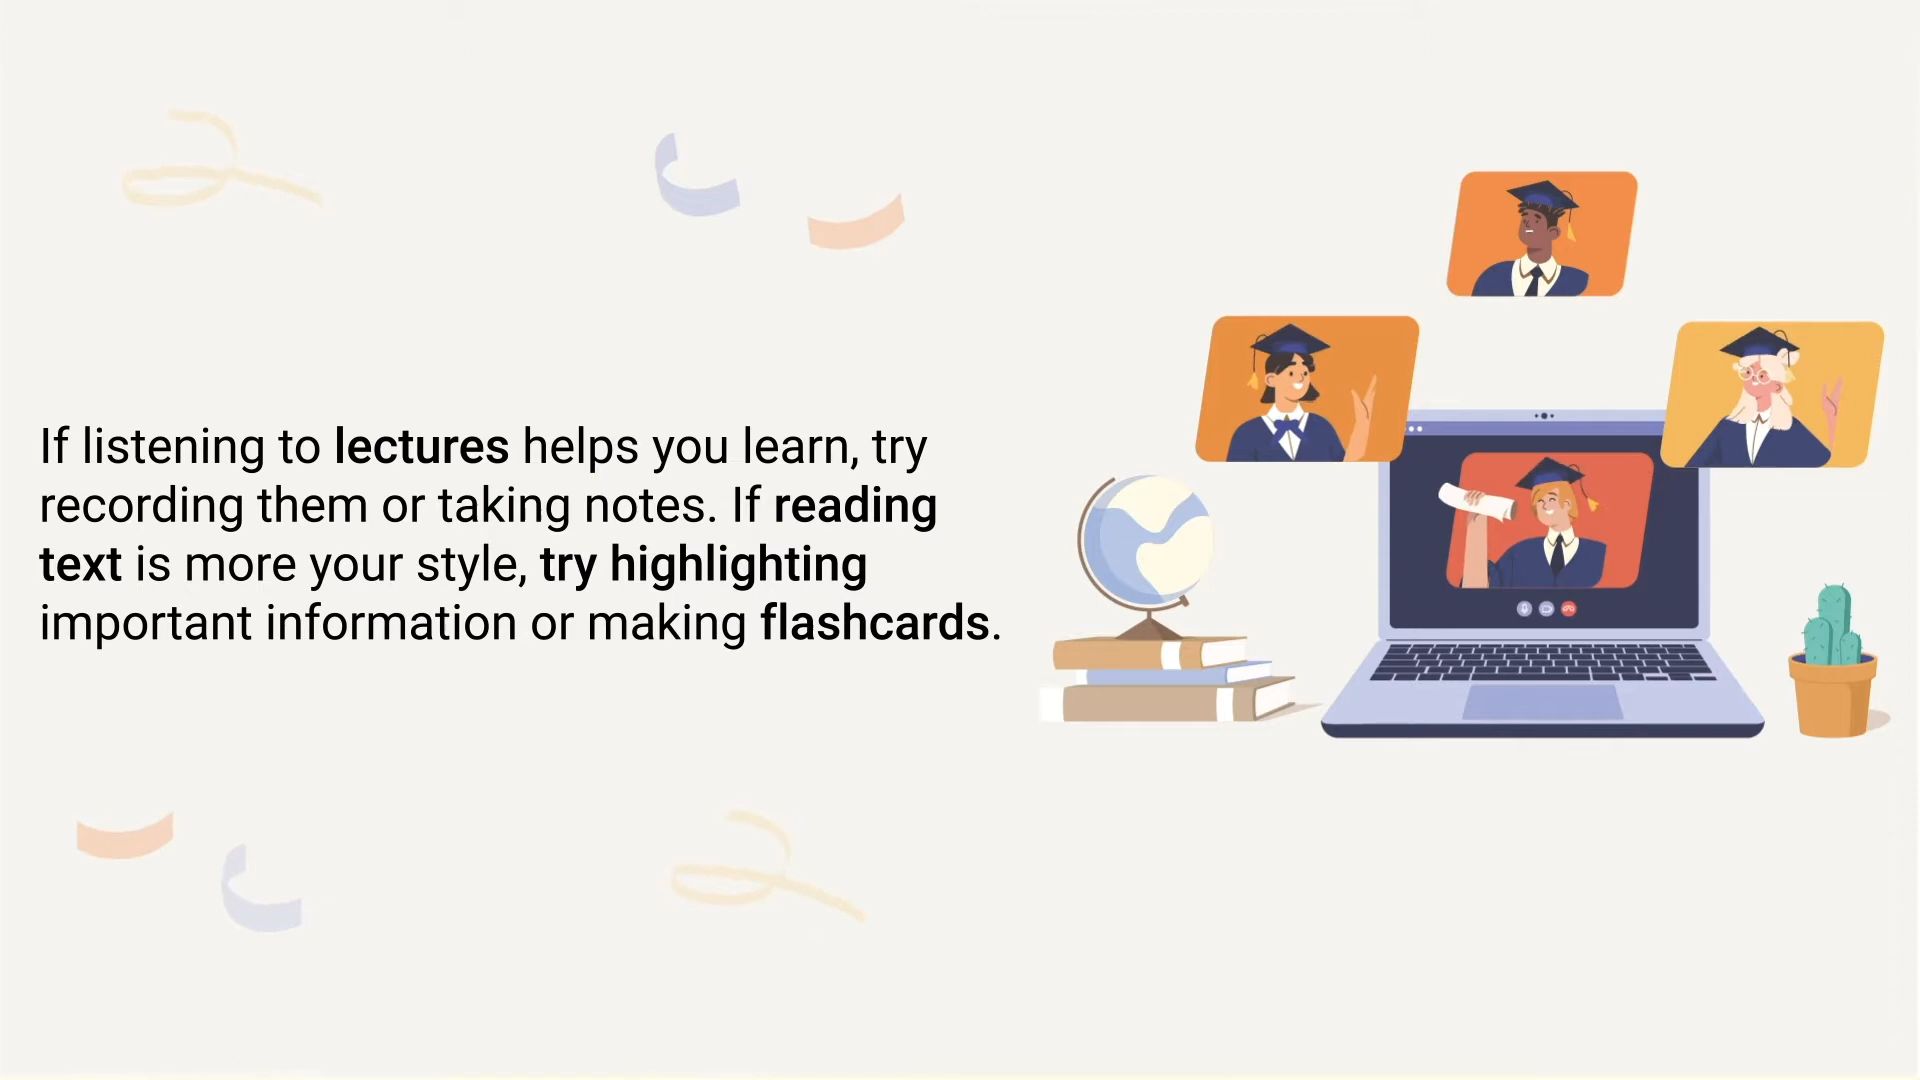 If listening to lectures helps you learn, try
recording them or taking notes. If reading
text is more your style, try highlighting
important information or making flashcards.